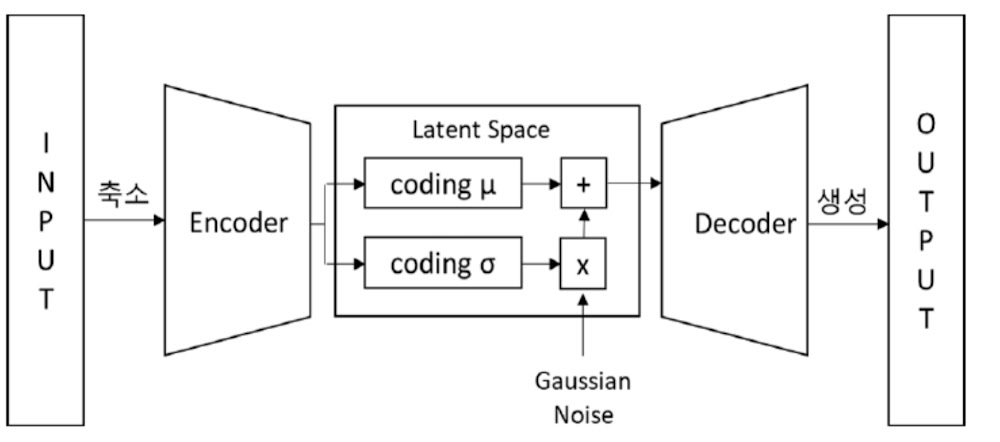 INPUT
축소
Encoder
Latent Space
coding μ
+
coding σ
x
Gaussian
Noise
Decoder
생성
OUTPUT